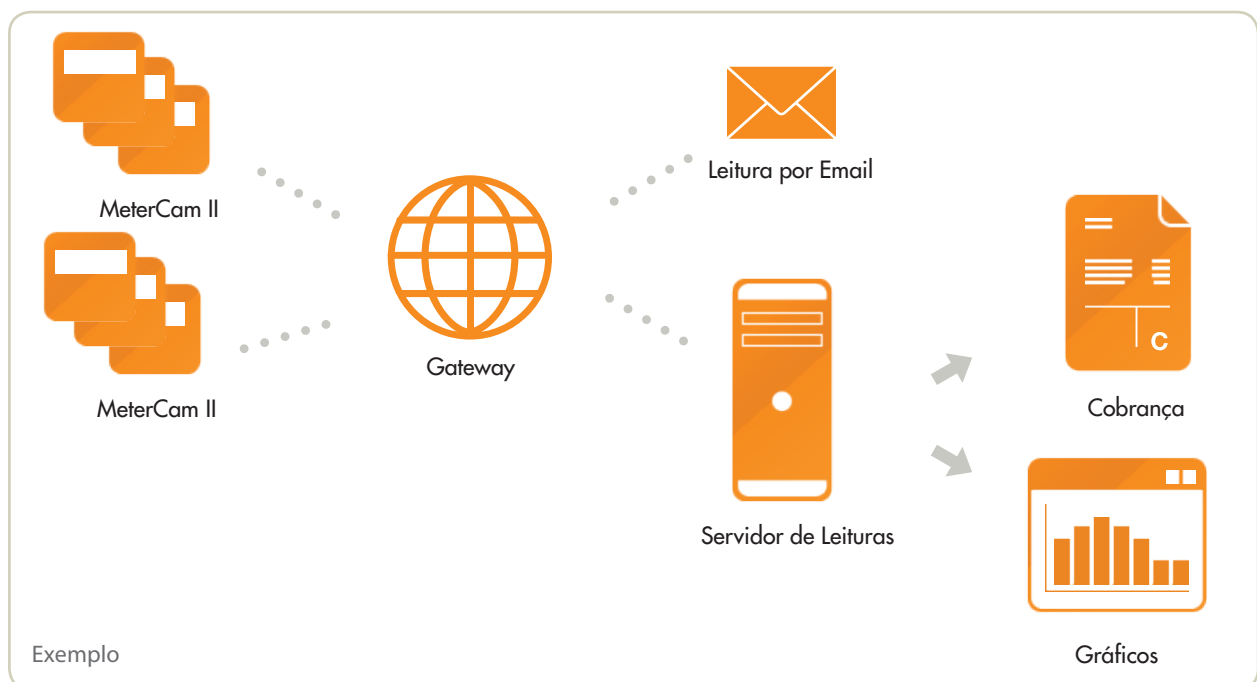 MeterCam II
Leitura por Email
MeterCam II
Gateway
Cobrança
C
Servidor de Leituras
Gráficos
Exemplo